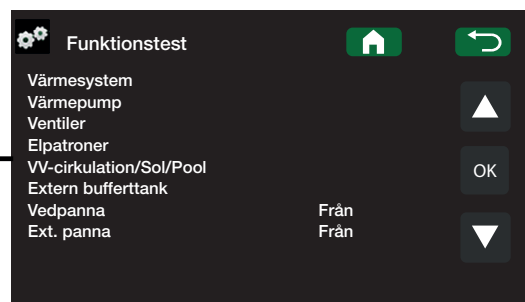 Funktionstest
Värmesystem
Värmepump
Ventiler
Elpatroner
VV-cirkulation/Sol/Pool
Extern bufferttank
Vedpanna Från
Ext. panna Från
OK